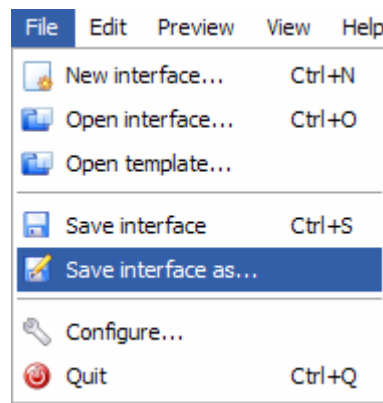 File Edit Preview View Help
New interface... Ctrl+N
Open interface... Ctrl+O
Open template...
Save interface Ctrl+S
Save interface as...
Configure...
Quit Ctrl+Q